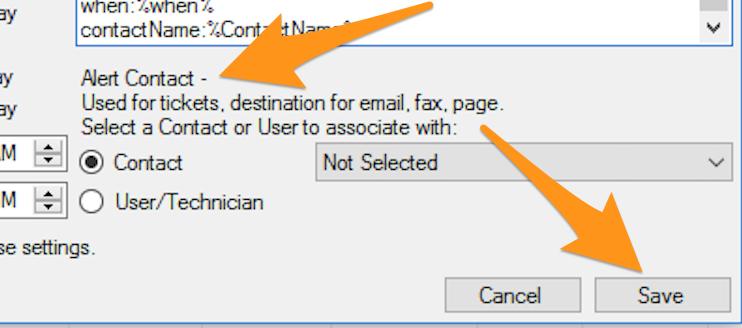 when:%when%
ay
contactName:%ContactName
Alert Contact -
ay
Used for tickets, destination for email, fax, page.
ay
Select a Contact or User to associate with:
AM
Contact
Not Selected
M
User/Technician
se settings.
Cancel
Save